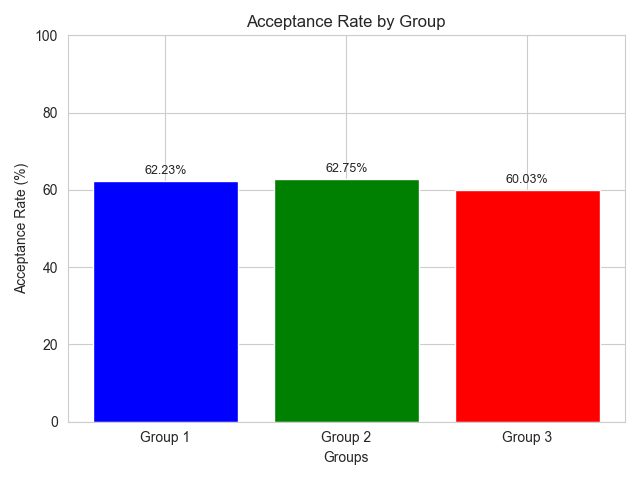 Acceptance Rate by Group
100
80
60
40
20
0
Acceptance Rate (%)
62.23%
62.75%
60.03%
Group 1
Group 2
Group 3
Groups